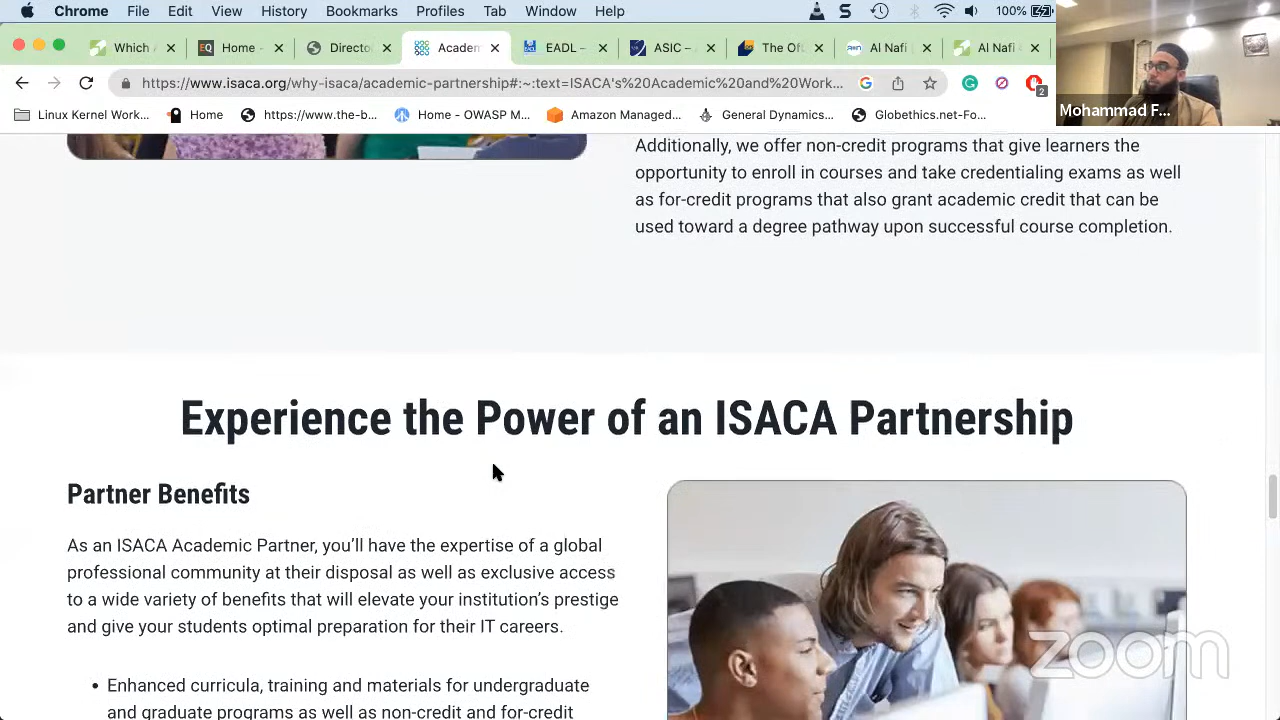 Chrome File Edit View History Bookmarks Profiles Tab Window Help 100%
Which Home - Directo Academ EADL – ASIC – The Of Al Nafi Al Nafi
https://www.isaca.org/why-isaca/academic-partnership#:~:text=ISACA's%20Academic%20and%20Work... 2
Linux Kernel Work... Home https://www.the-b... Home - OWASP M... Amazon Managed... General Dynamics... Globethics.net-Fo...
Mohammad F...
Additionally, we offer non-credit programs that give learners the
opportunity to enroll in courses and take credentialing exams as well
as for-credit programs that also grant academic credit that can be
used toward a degree pathway upon successful course completion.
Experience the Power of an ISACA Partnership
Partner Benefits
As an ISACA Academic Partner, you'll have the expertise of a global
professional community at their disposal as well as exclusive access
to a wide variety of benefits that will elevate your institution's prestige
and give your students optimal preparation for their IT careers.
• Enhanced curricula, training and materials for undergraduate
and graduate programs as well as non-credit and for-credit
zoom